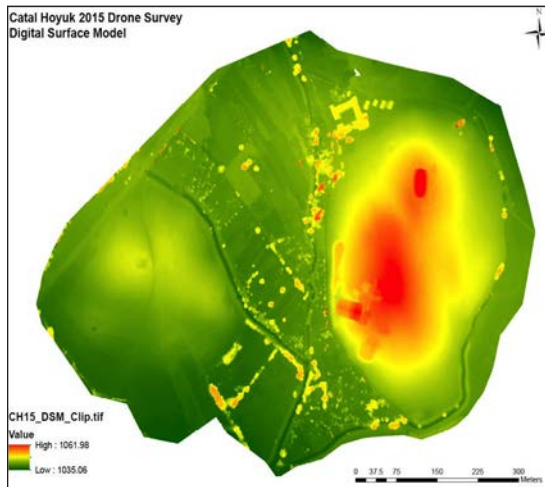 Catal Hoyuk 2015 Drone Survey
Digital Surface Model
N
CH15_DSM_Clip.tif
Value
High : 1061.98
Low : 1035.06
0 37.5 75 150 225 300
Meters